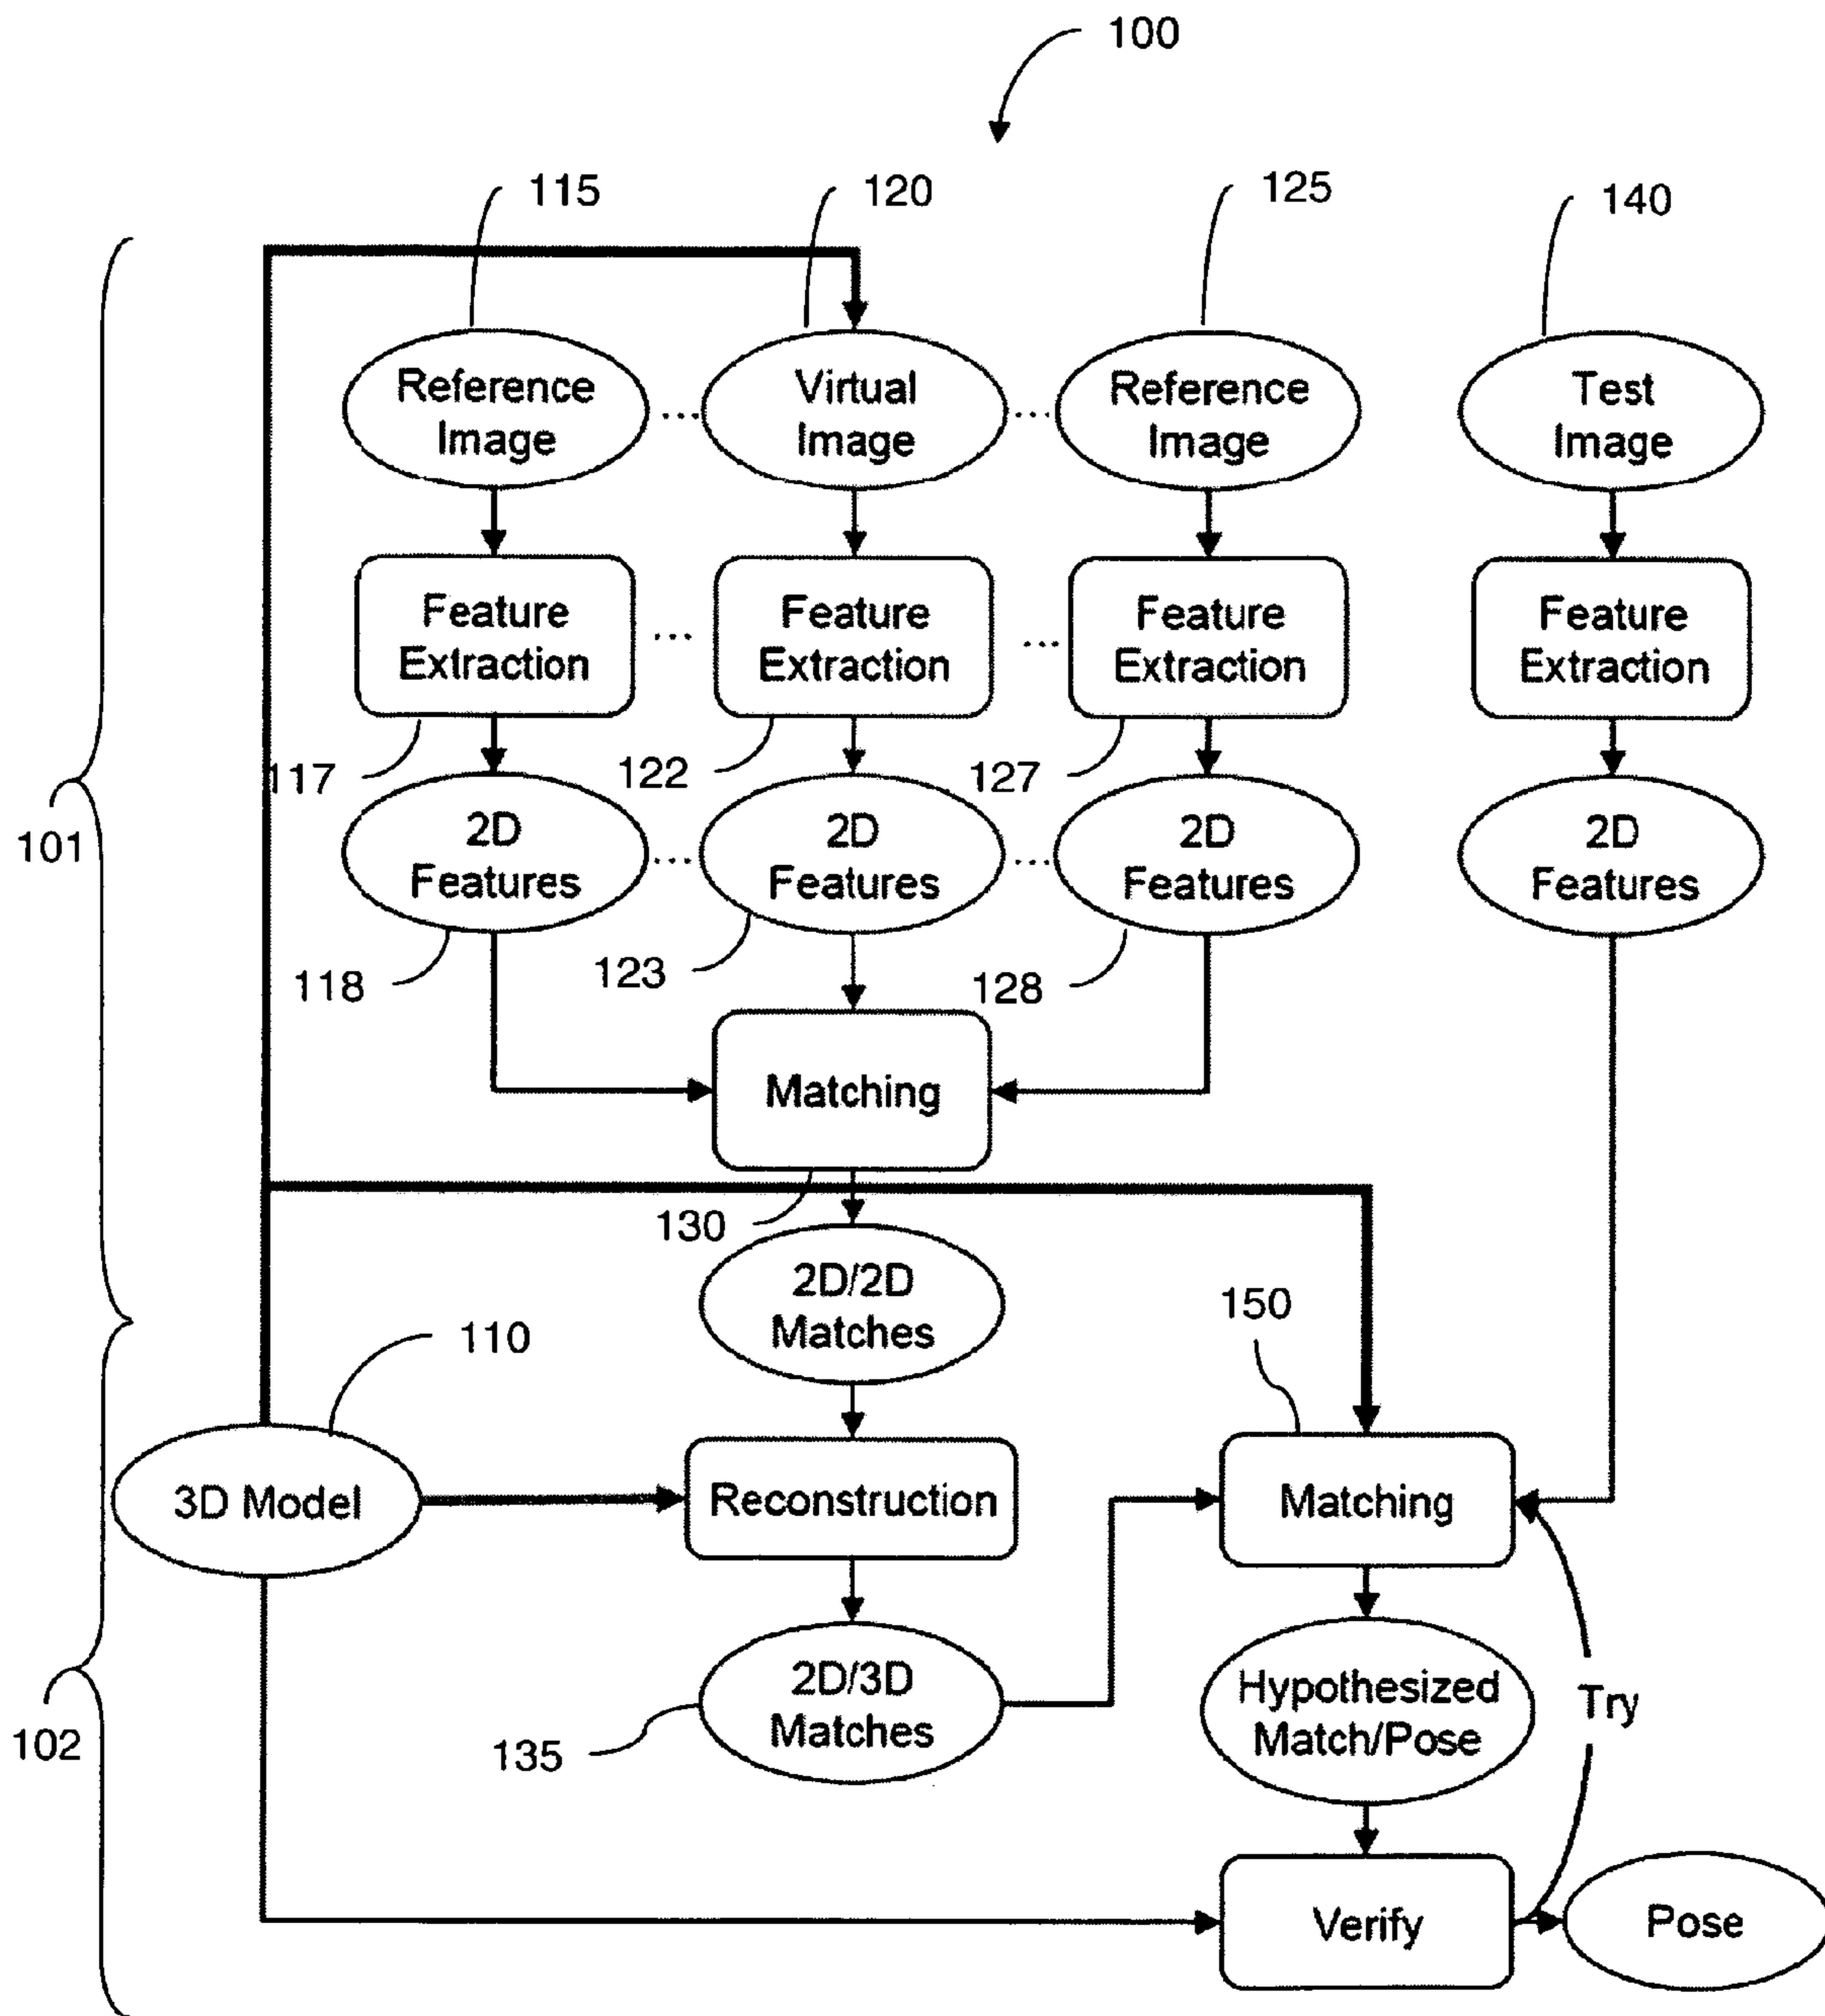 100
115
120
125
140
Reference
Image
...
Virtual
Image
...
Reference
Image
Test
Image
Feature
Extraction
...
Feature
Extraction
...
Feature
Extraction
Feature
Extraction
117
122
127
101
2D
Features
...
2D
Features
...
2D
Features
2D
Features
118
123
128
Matching
130
2D/2D
Matches
150
110
3D Model
Reconstruction
Matching
2D/3D
Matches
135
Hypothesized
Match/Pose
Try
102
Verify
Pose